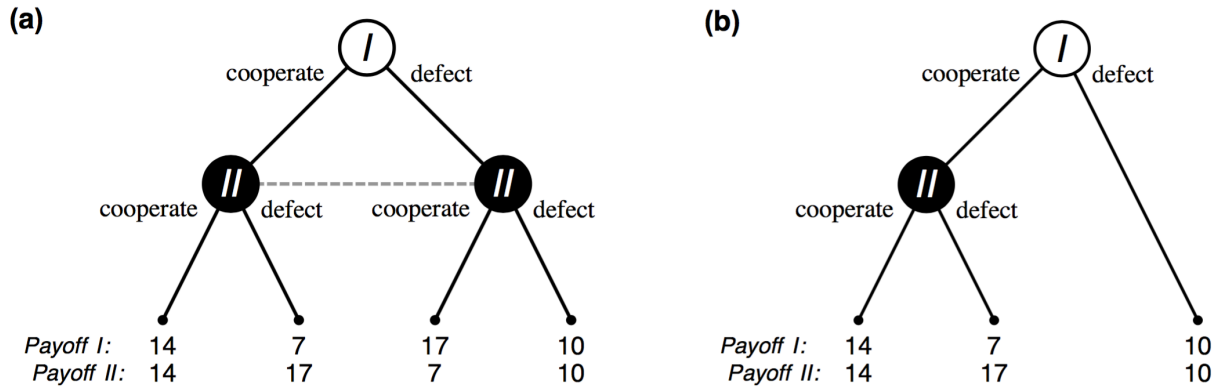 (a)
I
cooperate defect
II II
cooperate defect cooperate defect
Payoff I: 14 7 17 10
Payoff II: 14 17 7 10
(b)
I
cooperate defect
II
cooperate defect
Payoff I: 14 7 10
Payoff II: 14 17 10